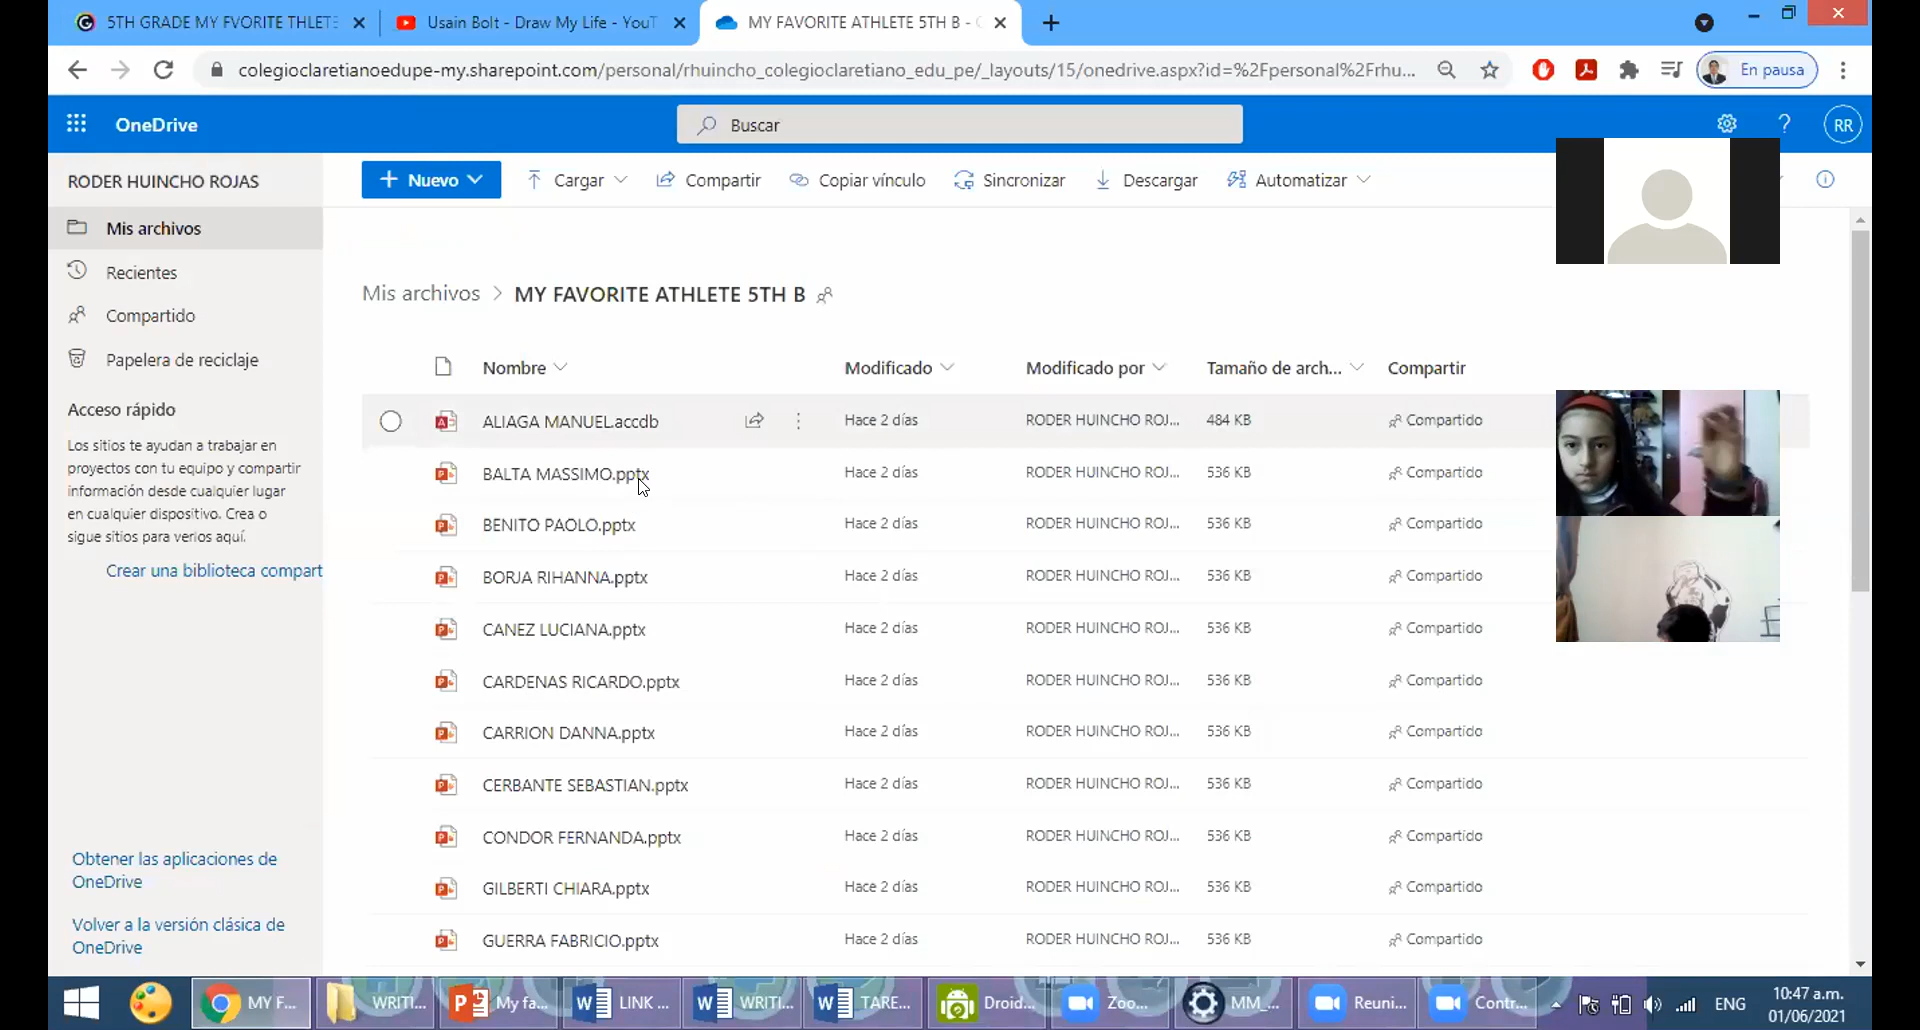 5TH GRADE MY FVORITE THLETE
Usain Bolt - Draw My Life - YouT
MY FAVORITE ATHLETE 5TH B -
colegioclaretianoedupe-my.sharepoint.com/personal/rhuincho_colegioclaretiano_edu_pe/_layouts/15/onedrive.aspx?id=%2Fpersonal%2Frhu...
En pausa
OneDrive
Buscar
RR
RODER HUINCHO ROJAS
Nuevo
Cargar
Compartir
Copiar vínculo
Sincronizar
Descargar
Automatizar
Mis archivos
Recientes
Compartido
Papelera de reciclaje
Acceso rápido
Los sitios te ayudan a trabajar en
proyectos con tu equipo y compartir
información desde cualquier lugar
en cualquier dispositivo. Crea o
sigue sitios para verlos aquí.
Crear una biblioteca compart
Obtener las aplicaciones de
OneDrive
Volver a la versión clásica de
OneDrive
Mis archivos > MY FAVORITE ATHLETE 5TH B
Nombre Modificado Modificado por Tamaño de arch... Compartir
ALIAGA MANUEL.accdb Hace 2 días RODER HUINCHO ROJ... 484 KB Compartido
BALTA MASSIMO.pptx Hace 2 días RODER HUINCHO ROJ... 536 KB Compartido
BENITO PAOLO.pptx Hace 2 días RODER HUINCHO ROJ... 536 KB Compartido
BORJA RIHANNA.pptx Hace 2 días RODER HUINCHO ROJ... 536 KB Compartido
CANEZ LUCIANA.pptx Hace 2 días RODER HUINCHO ROJ... 536 KB Compartido
CARDENAS RICARDO.pptx Hace 2 días RODER HUINCHO ROJ... 536 KB Compartido
CARRION DANNA.pptx Hace 2 días RODER HUINCHO ROJ... 536 KB Compartido
CERBANTE SEBASTIAN.pptx Hace 2 días RODER HUINCHO ROJ... 536 KB Compartido
CONDOR FERNANDA.pptx Hace 2 días RODER HUINCHO ROJ... 536 KB Compartido
GILBERTI CHIARA.pptx Hace 2 días RODER HUINCHO ROJ... 536 KB Compartido
GUERRA FABRICIO.pptx Hace 2 días RODER HUINCHO ROJ... 536 KB Compartido
MY F...
WRITI...
My fa...
LINK ...
WRITI...
TARE...
Droid...
Zoo...
MM_...
Reuni...
Contr...
ENG
10:47 a.m.
01/06/2021